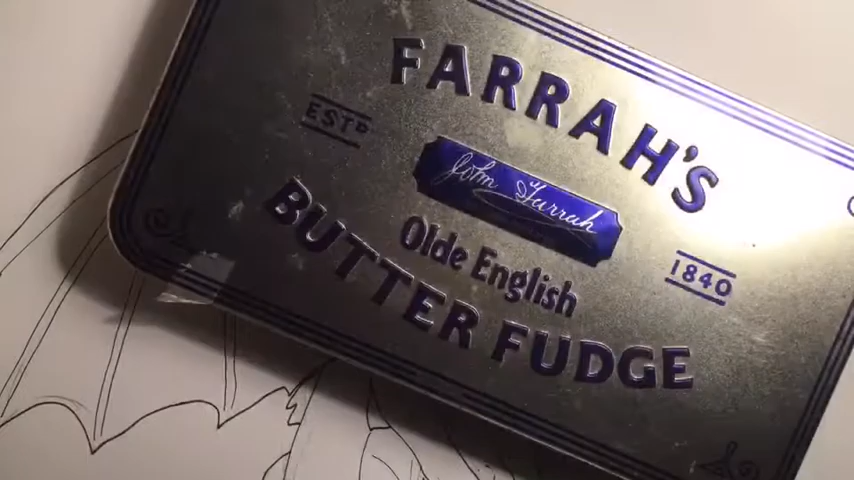 FARRAH'S
ESTD
John Farrah
1840
Olde English
BUTTER FUDGE